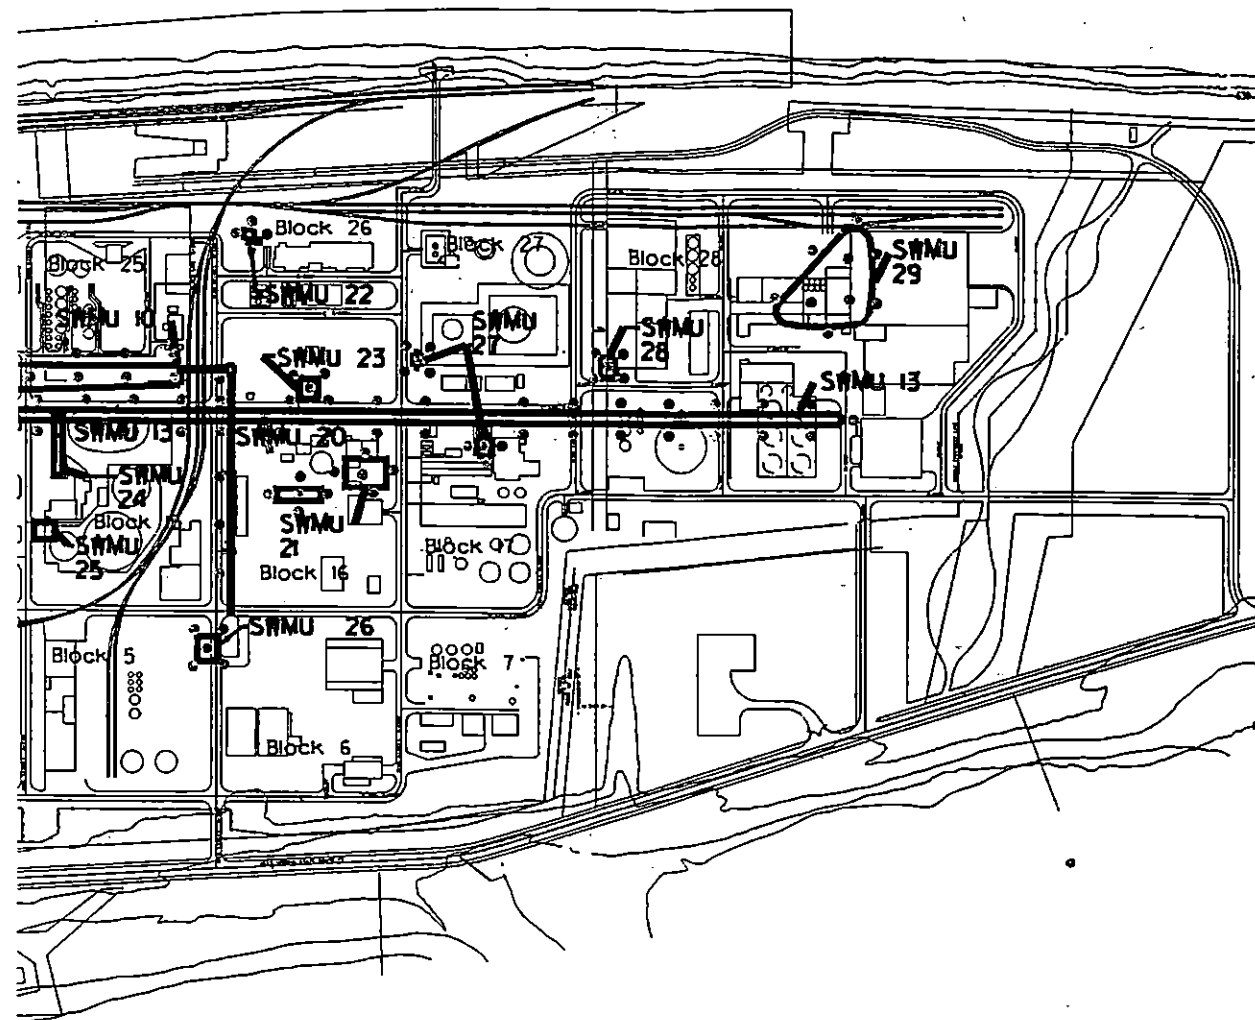 Block 26
Block 27
Block 25
Block 28
SWMU
29
SWMU 22
SWMU 10
SWMU
27
SWMU
28
SWMU 23
SWMU 13
SWMU 13
SWMU 20
SWMU
24
Block
SWMU
21
SWMU
25
Block 17
Block 16
SWMU 26
Block 5
Block 7
Block 6